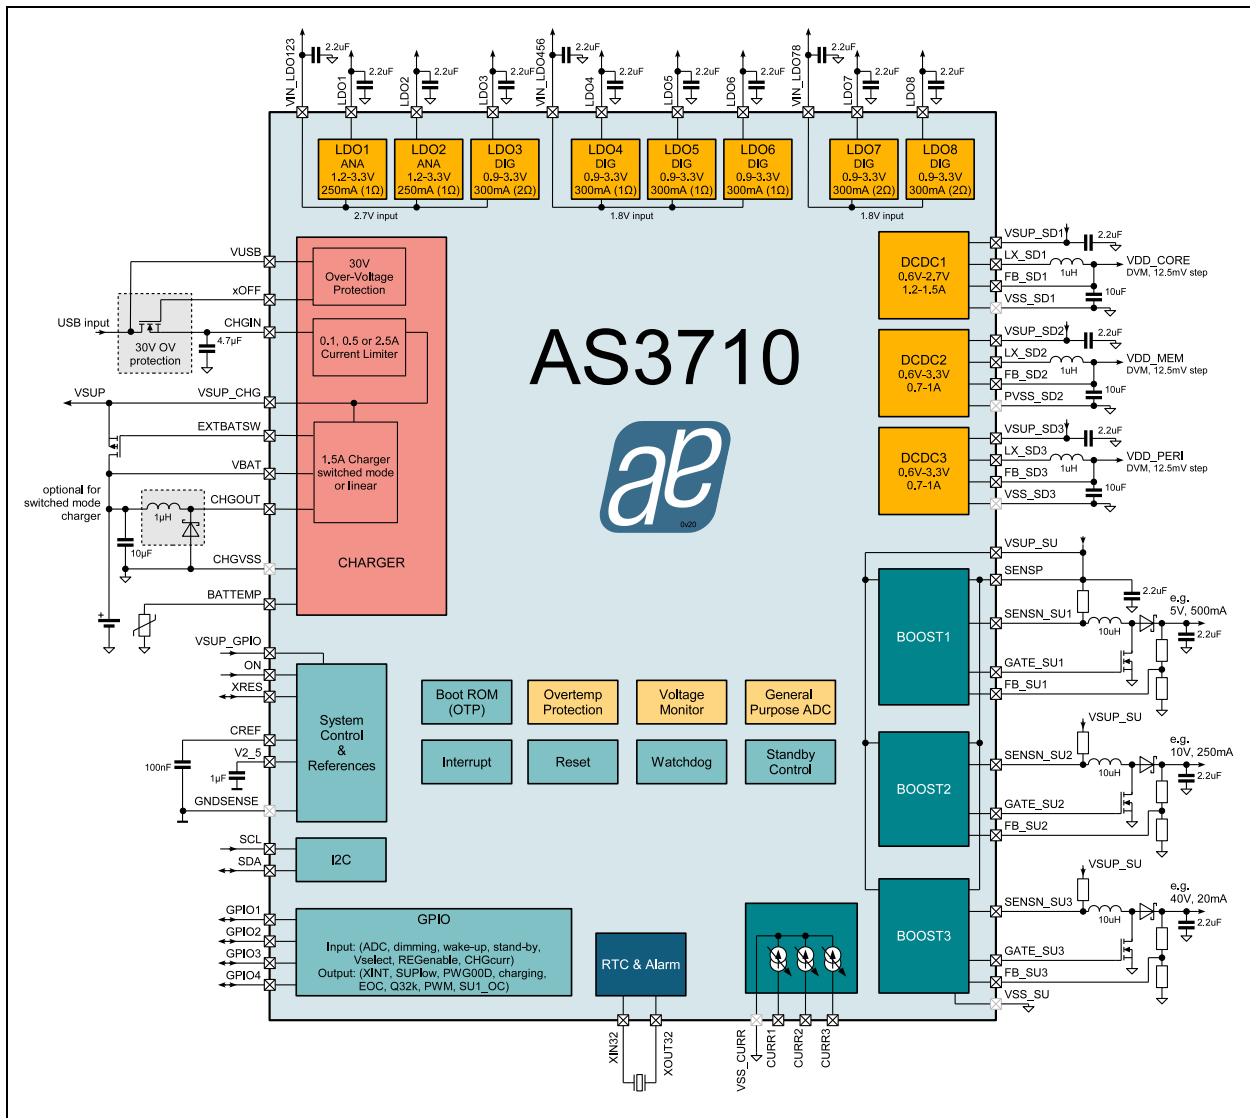 VIN_LDO123
2.2uF
LDO1
2.2uF
LDO2
2.2uF
LDO3
2.2uF
VIN_LDO456
2.2uF
LDO4
2.2uF
LDO5
2.2uF
LDO6
2.2uF
VIN_LDO78
2.2uF
LDO7
2.2uF
LDO8
2.2uF
LDO1
ANA
1.2-3.3V
250mA (1Ω)
LDO2
ANA
1.2-3.3V
250mA (1Ω)
LDO3
DIG
0.9-3.3V
300mA (2Ω)
LDO4
DIG
0.9-3.3V
300mA (1Ω)
LDO5
DIG
0.9-3.3V
300mA (1Ω)
LDO6
DIG
0.9-3.3V
300mA (1Ω)
LDO7
DIG
0.9-3.3V
300mA (2Ω)
LDO8
DIG
0.9-3.3V
300mA (2Ω)
2.7V input
1.8V input
1.8V input
VUSB
xOFF
USB input
CHGIN
30V OV
protection
4.7µF
VSUP
VSUP_CHG
EXTBATSW
VBAT
optional for
switched mode
charger
CHGOUT
1µH
10µF
CHGVSS
BATTEMP
+
30V
Over-Voltage
Protection
0.1, 0.5 or 2.5A
Current Limiter
1.5A Charger
switched mode
or linear
CHARGER
AS3710
ae
0v20
DCDC1
0.6V-2.7V
1.2-1.5A
VSUP_SD1
2.2uF
LX_SD1
1uH
VDD_CORE
DVM, 12.5mV step
FB_SD1
10uF
VSS_SD1
DCDC2
0.6V-3.3V
0.7-1A
VSUP_SD2
2.2uF
LX_SD2
1uH
VDD_MEM
DVM, 12.5mV step
FB_SD2
10uF
PVSS_SD2
DCDC3
0.6V-3.3V
0.7-1A
VSUP_SD3
2.2uF
LX_SD3
1uH
VDD_PERI
DVM, 12.5mV step
FB_SD3
10uF
VSS_SD3
VSUP_SU
SENSP
2.2uF
BOOST1
SENSN_SU1
10uH
e.g.
5V, 500mA
2.2uF
GATE_SU1
FB_SU1
VSUP_SU
BOOST2
SENSN_SU2
10uH
e.g.
10V, 250mA
2.2uF
GATE_SU2
FB_SU2
VSUP_SU
BOOST3
SENSN_SU3
10uH
e.g.
40V, 20mA
2.2uF
GATE_SU3
FB_SU3
VSS_SU
VSUP_GPIO
ON
XRES
CREF
V2_5
100nF
1µF
GNDSENSE
System
Control
&
References
Boot ROM
(OTP)
Overtemp
Protection
Voltage
Monitor
General
Purpose ADC
Interrupt
Reset
Watchdog
Standby
Control
SCL
SDA
I2C
GPIO1
GPIO2
GPIO3
GPIO4
GPIO
Input: (ADC, dimming, wake-up, stand-by,
Vselect, REGenable, CHGcurr)
Output: (XINT, SUPlow, PWG00D, charging,
EOC, Q32k, PWM, SU1_OC)
RTC & Alarm
XIN32
XOUT32
VSS_CURR
CURR1
CURR2
CURR3